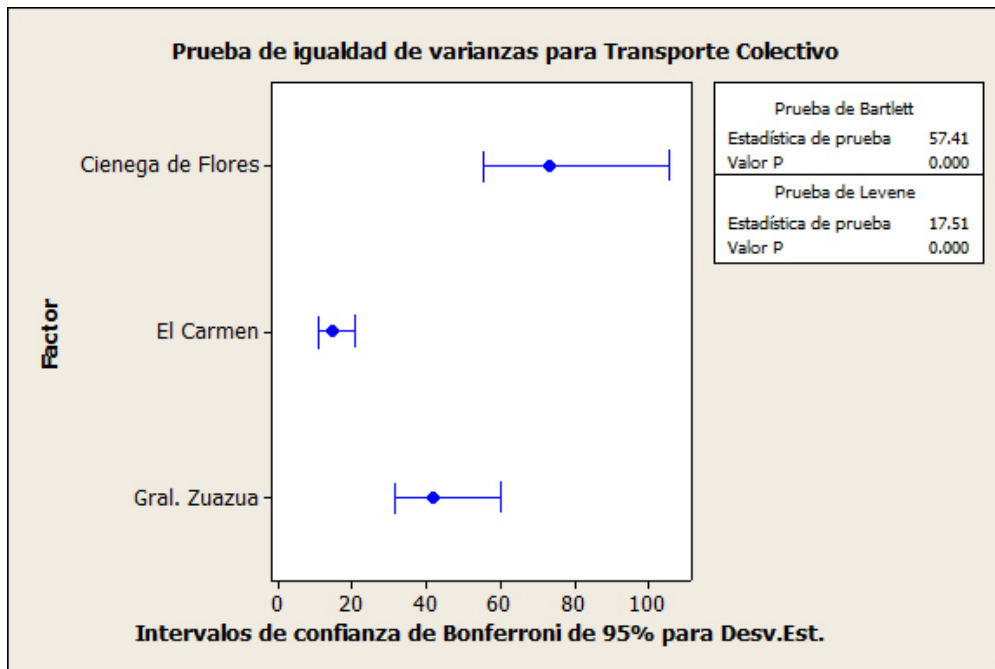 Prueba de igualdad de varianzas para Transporte Colectivo
Prueba de Bartlett
Estadística de prueba 57.41
Valor P 0.000
Prueba de Levene
Estadística de prueba 17.51
Valor P 0.000
Factor
Cienega de Flores
El Carmen
Gral. Zuazua
0 20 40 60 80 100
Intervalos de confianza de Bonferroni de 95% para Desv.Est.